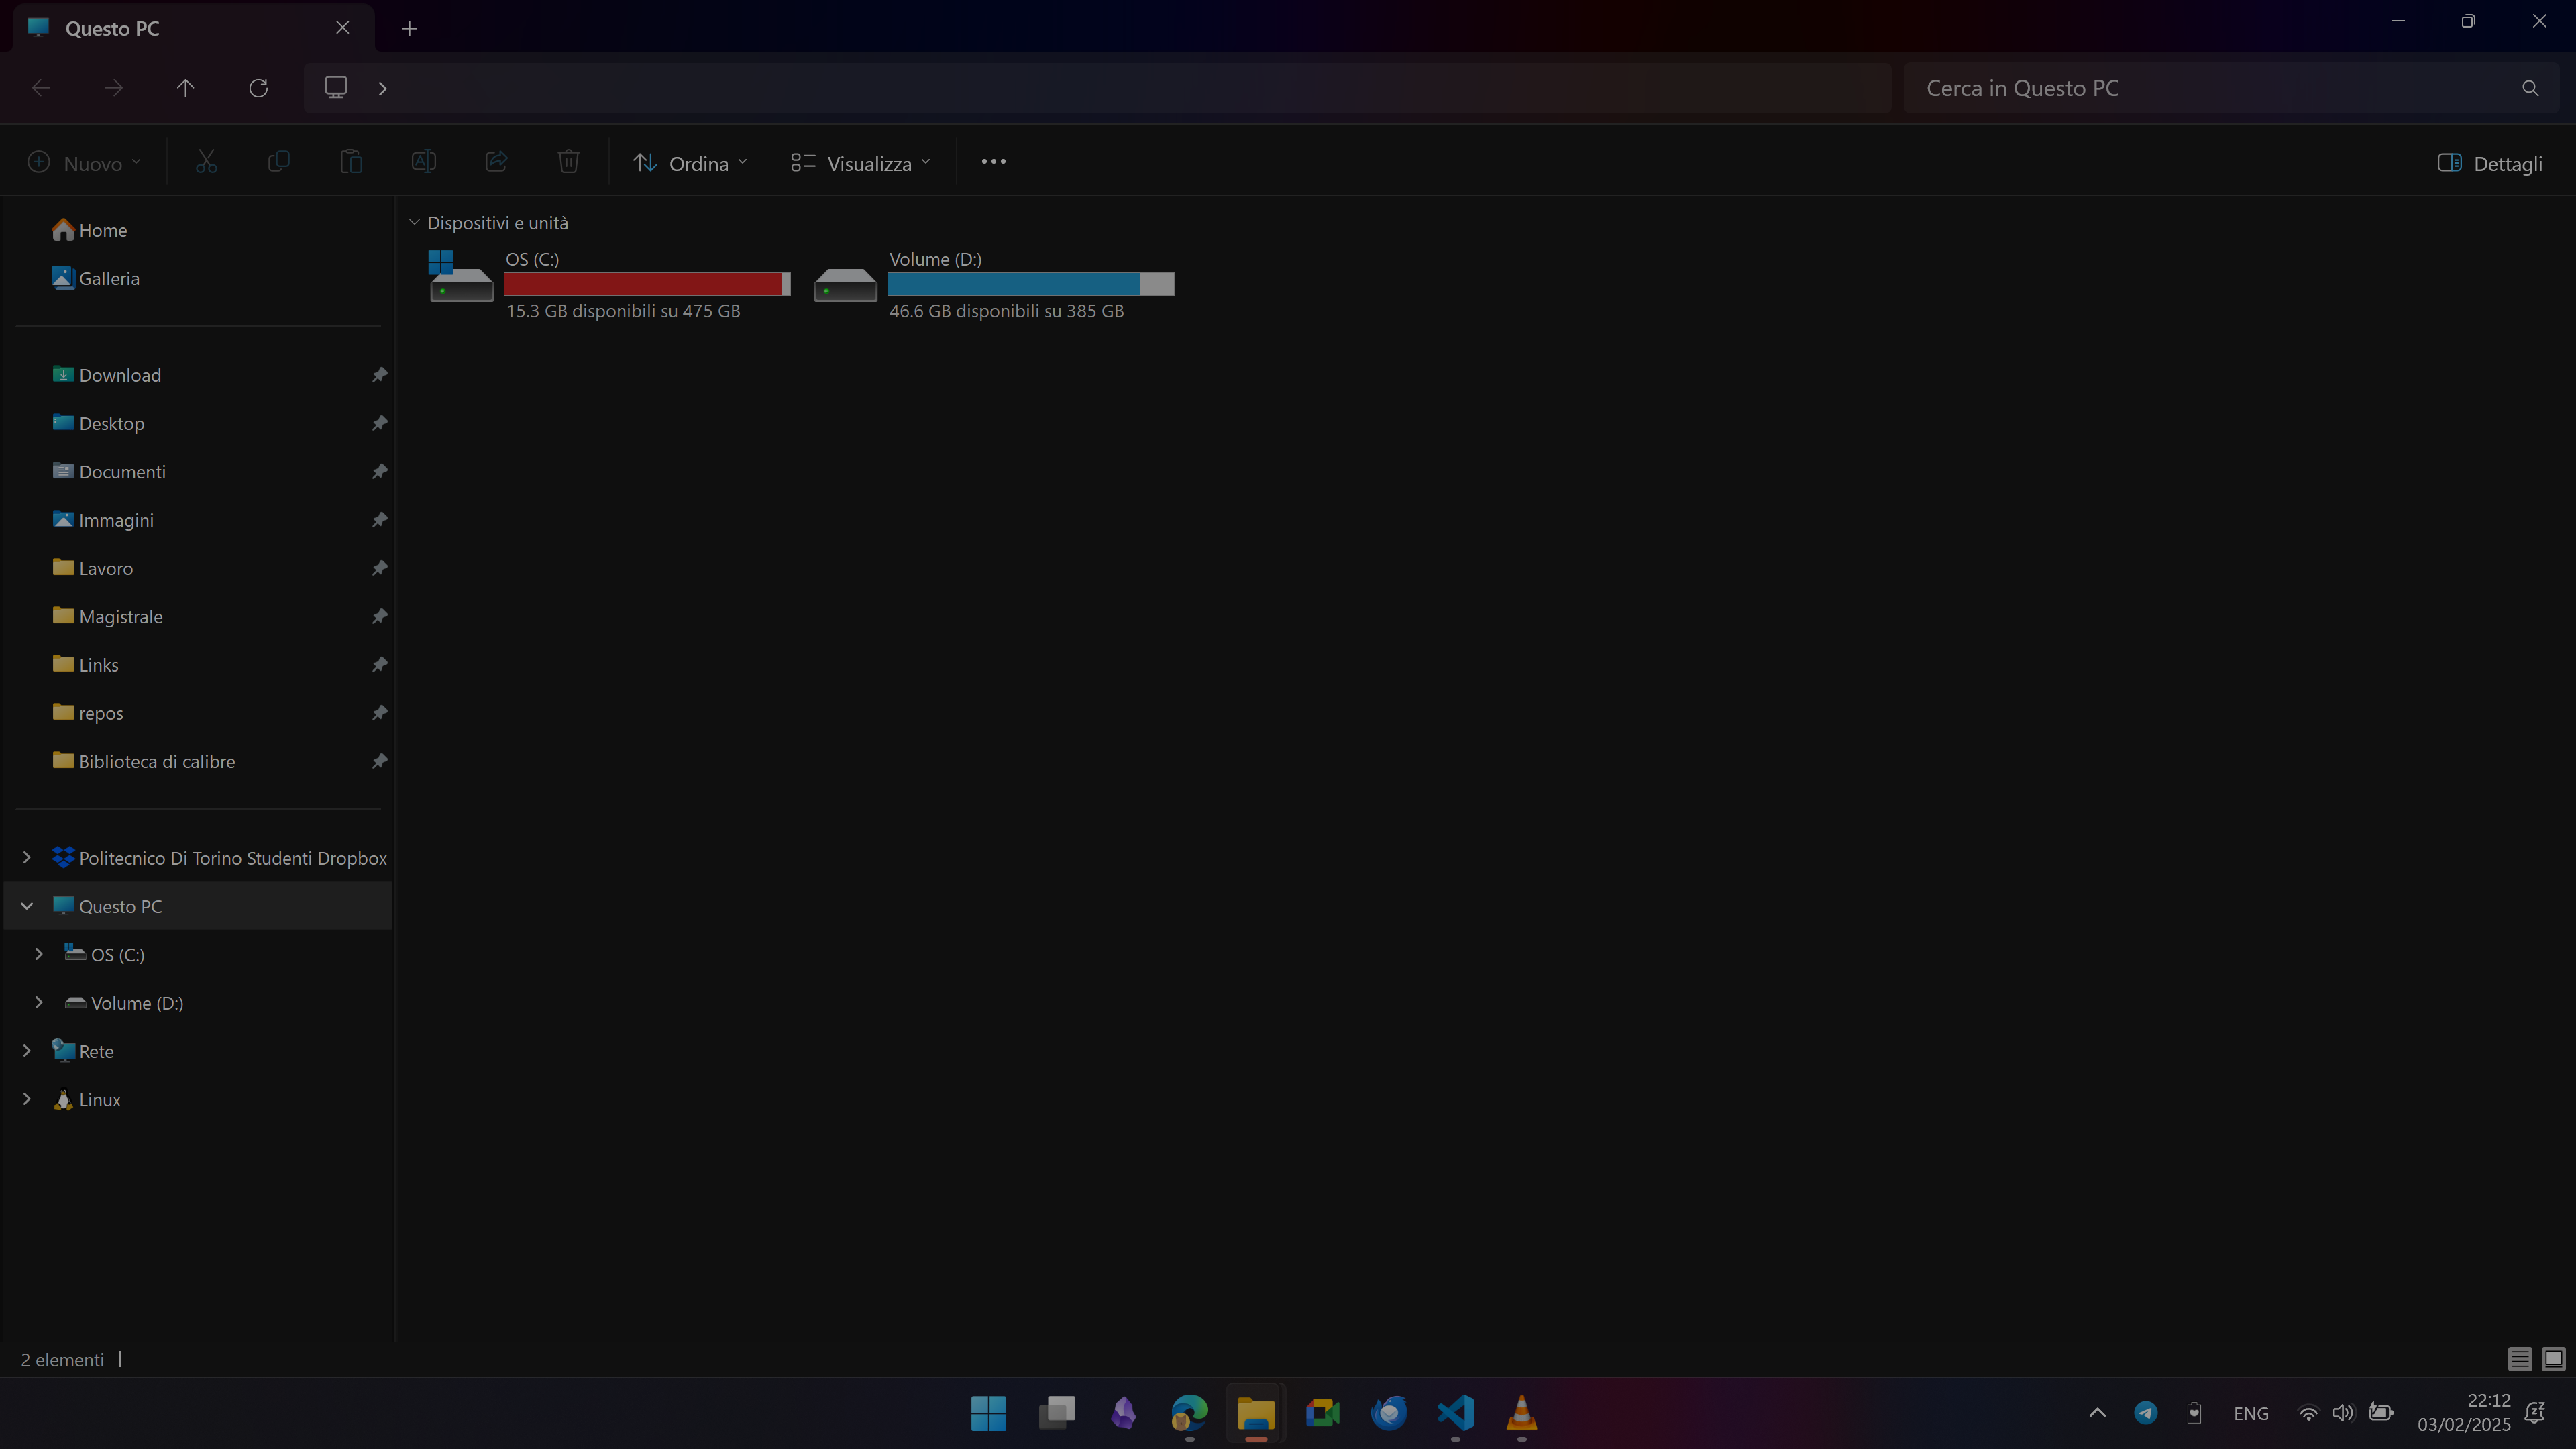 Questo PC
Cerca in Questo PC
Nuovo
Ordina
Visualizza
Dettagli
Home
Galleria
Download
Desktop
Documenti
Immagini
Lavoro
Magistrale
Links
repos
Biblioteca di calibre
Politecnico Di Torino Studenti Dropbox
Questo PC
OS (C:)
Volume (D:)
Rete
Linux
Dispositivi e unità
OS (C:)
15.3 GB disponibili su 475 GB
Volume (D:)
46.6 GB disponibili su 385 GB
2 elementi
ENG
22:12
03/02/2025